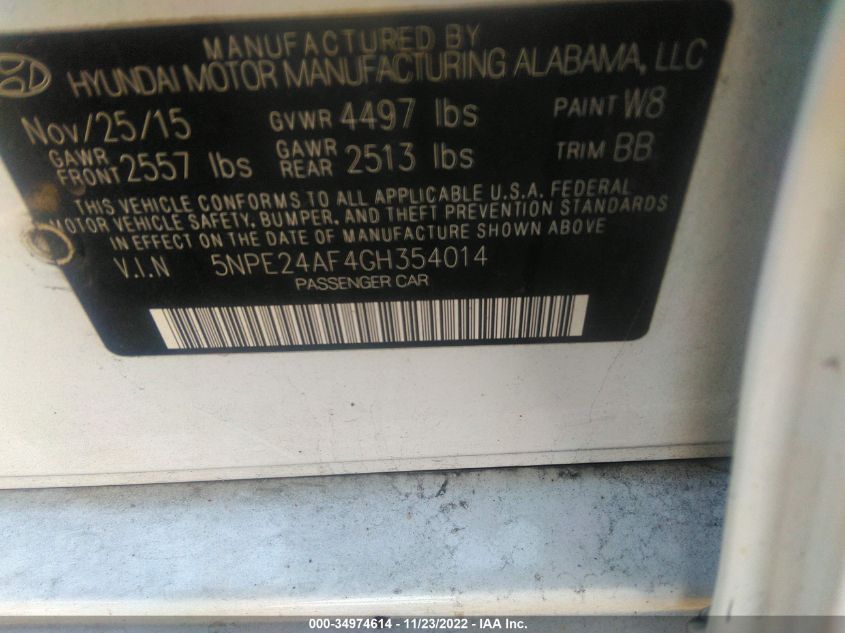 MANUFACTURED BY
HYUNDAI MOTOR MANUFACTURING ALABAMA, LLC
Nov/25/15 GVWR 4497 lbs PAINT W8
GAWR FRONT 2557 lbs GAWR REAR 2513 lbs TRIM BB
THIS VEHICLE CONFORMS TO ALL APPLICABLE U.S.A. FEDERAL
MOTOR VEHICLE SAFETY, BUMPER, AND THEFT PREVENTION STANDARDS
IN EFFECT ON THE DATE OF MANUFACTURE SHOWN ABOVE
V.I.N 5NPE24AF4GH354014
PASSENGER CAR
000-34974614 - 11/23/2022 - IAA Inc.